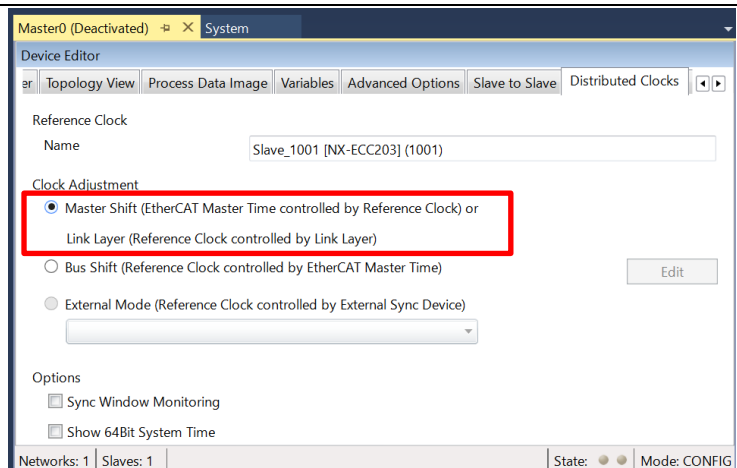 Master0 (Deactivated) System
Device Editor
er Topology View Process Data Image Variables Advanced Options Slave to Slave Distributed Clocks
Reference Clock
Name Slave_1001 [NX-ECC203] (1001)
Clock Adjustment
Master Shift (EtherCAT Master Time controlled by Reference Clock) or
Link Layer (Reference Clock controlled by Link Layer)
Bus Shift (Reference Clock controlled by EtherCAT Master Time) Edit
External Mode (Reference Clock controlled by External Sync Device)
Options
Sync Window Monitoring
Show 64Bit System Time
Networks: 1 Slaves: 1 State: Mode: CONFIG